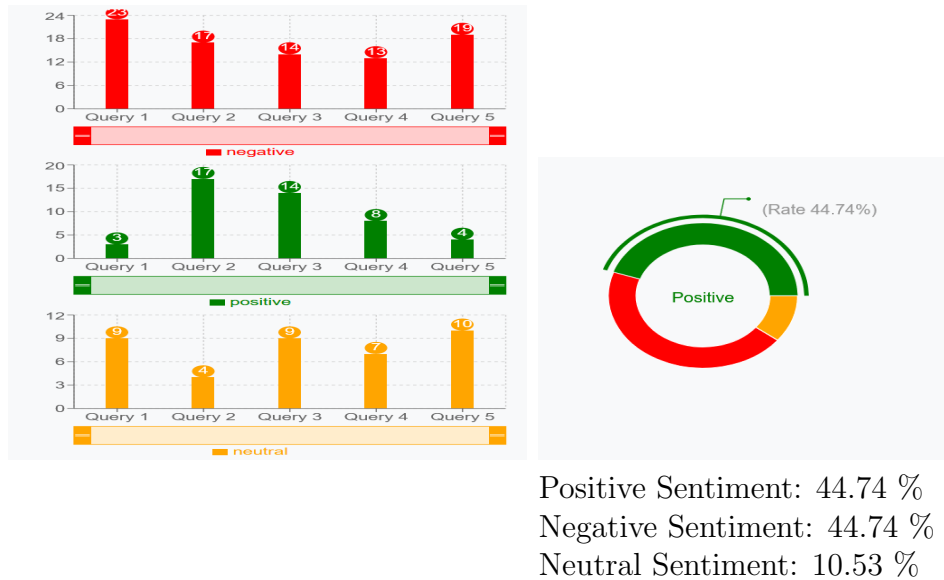 24
18
12
6
0
23
17
14
13
19
Query 1 Query 2 Query 3 Query 4 Query 5
negative
20
15
10
5
0
3
17
14
8
4
Query 1 Query 2 Query 3 Query 4 Query 5
positive
12
9
6
3
0
9
4
9
7
10
Query 1 Query 2 Query 3 Query 4 Query 5
neutral
(Rate 44.74%)
Positive
Positive Sentiment: 44.74 %
Negative Sentiment: 44.74 %
Neutral Sentiment: 10.53 %